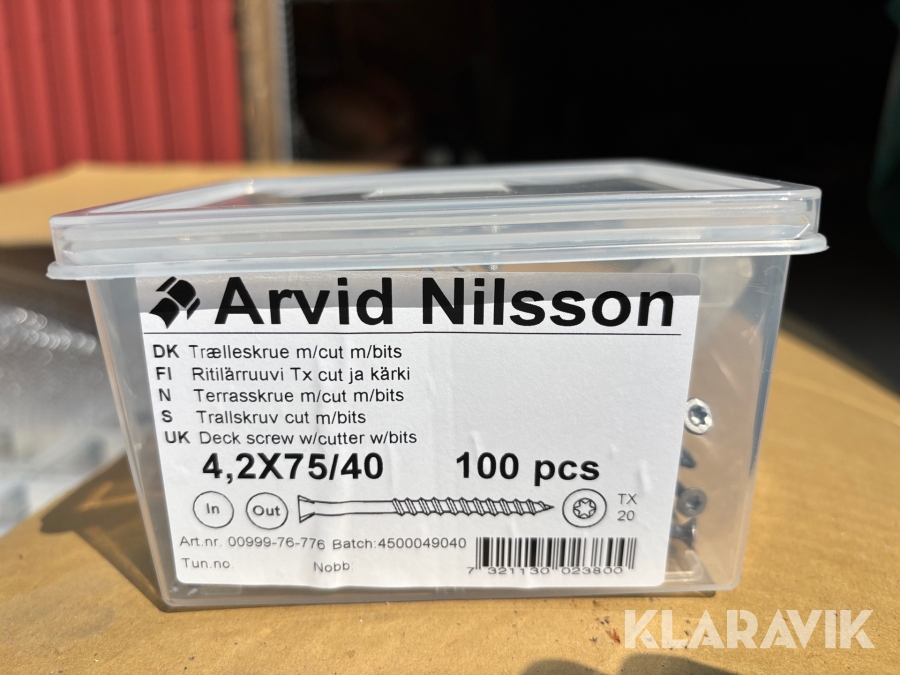 Arvid Nilsson
DK Trælleskrue m/cut m/bits
FI Ritilärruuvi Tx cut ja kärki
N Terrasskrue m/cut m/bits
S Trallskruv cut m/bits
UK Deck screw w/cutter w/bits
4,2X75/40 100 pcs
In Out TX 20
Art.nr. 00999-76-776 Batch:4500049040
Tun.no. Nobb:
7 321130 023800
KLARAVIK